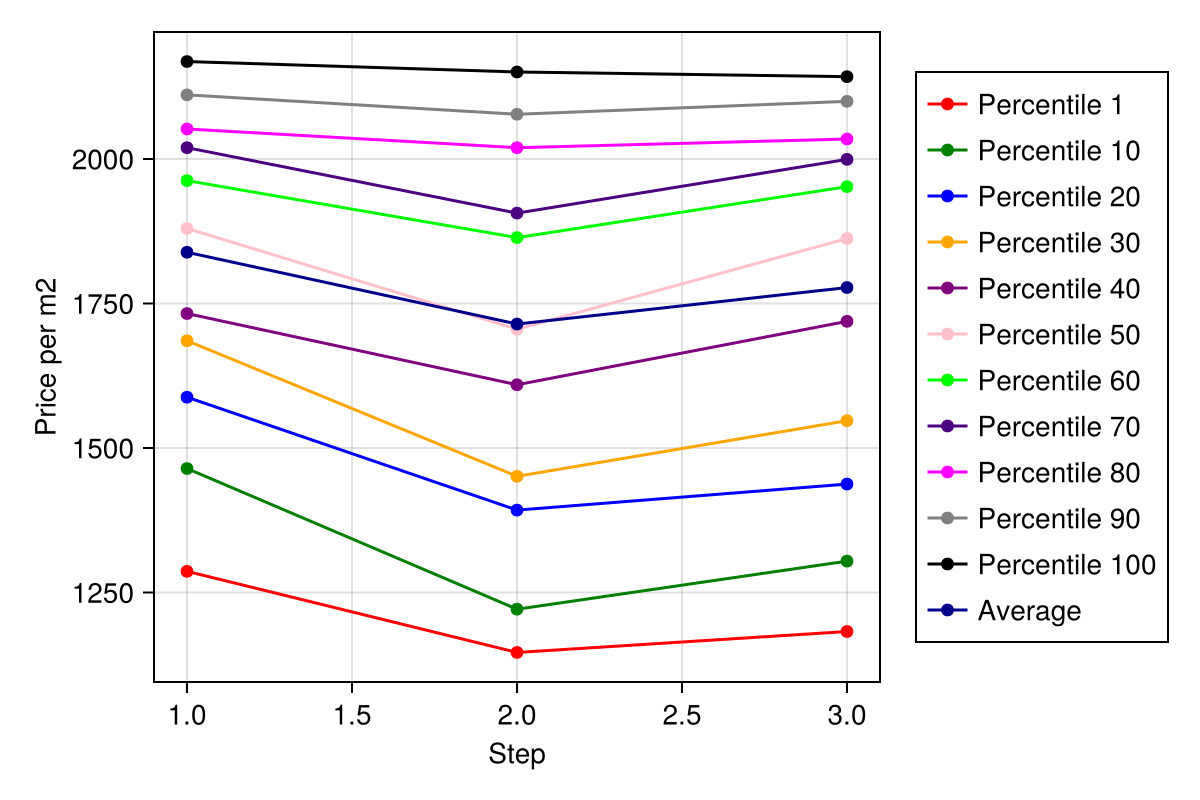 2000
1750
1500
1250
Price per m2
1.0 1.5 2.0 2.5 3.0
Step
Percentile 1
Percentile 10
Percentile 20
Percentile 30
Percentile 40
Percentile 50
Percentile 60
Percentile 70
Percentile 80
Percentile 90
Percentile 100
Average